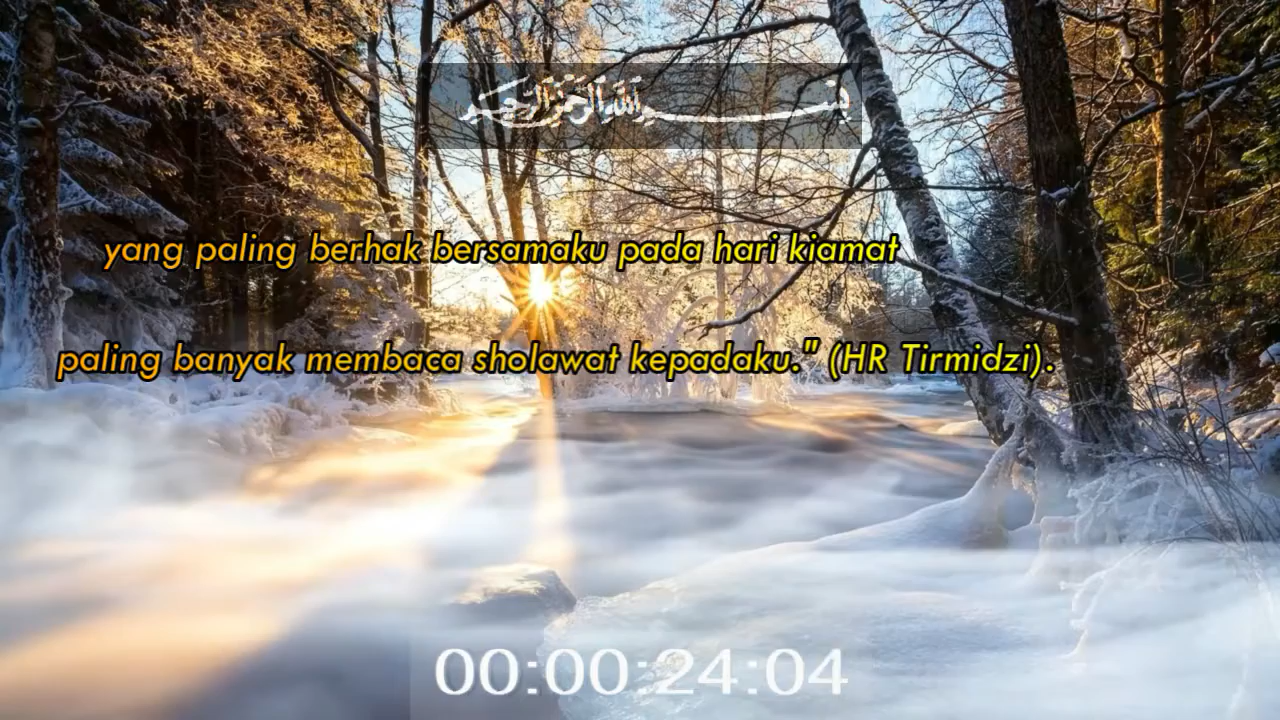 بسم الله الرحمن الرحيم
yang paling berhak bersamaku pada hari kiamat
paling banyak membaca sholawat kepadaku." (HR Tirmidzi).
00:00:24:04